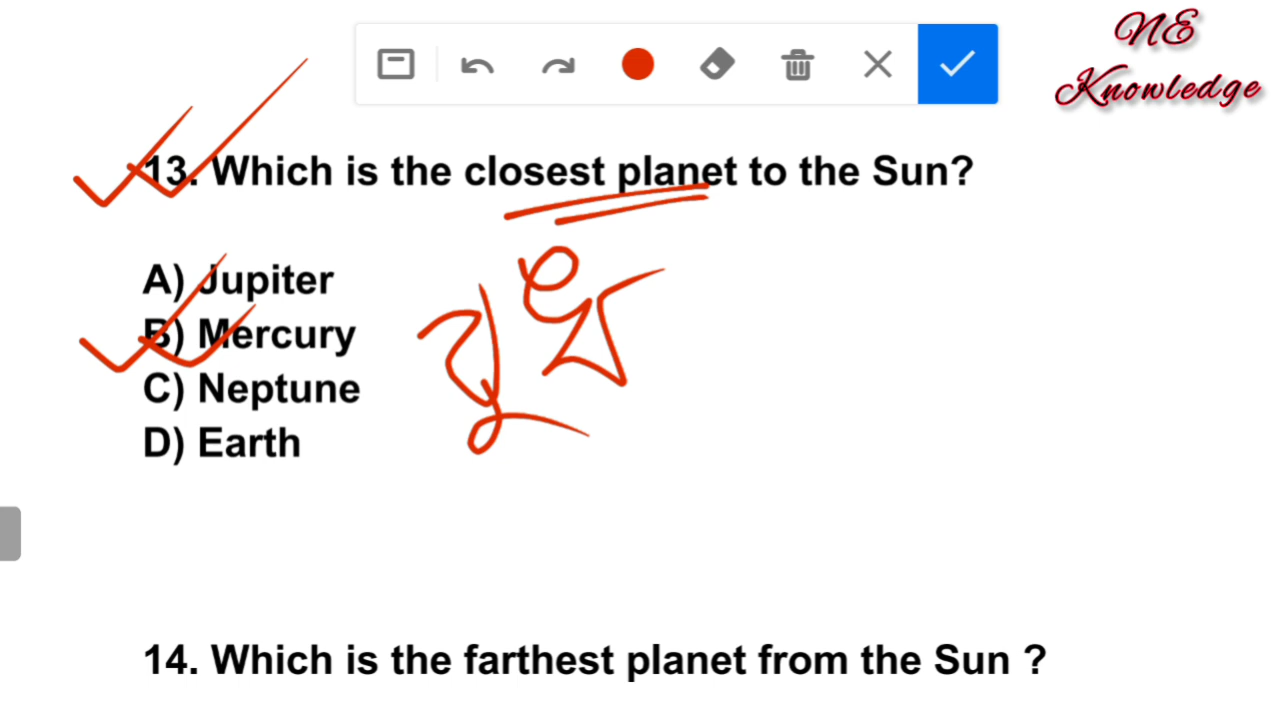 NE
Knowledge
13. Which is the closest planet to the Sun?
A) Jupiter
B) Mercury
বুধ
C) Neptune
D) Earth
14. Which is the farthest planet from the Sun ?